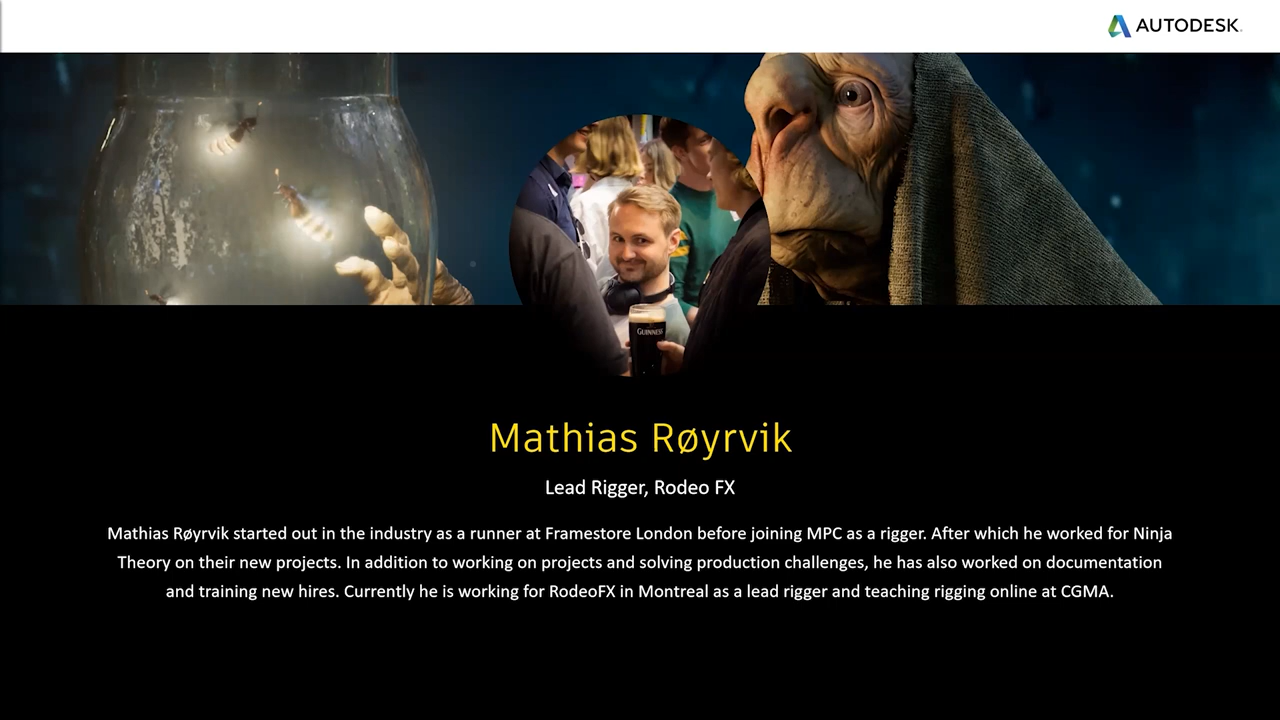 AUTODESK.
GUINNESS
Mathias Røyrvik
Lead Rigger, Rodeo FX
Mathias Røyrvik started out in the industry as a runner at Framestore London before joining MPC as a rigger. After which he worked for Ninja
Theory on their new projects. In addition to working on projects and solving production challenges, he has also worked on documentation
and training new hires. Currently he is working for RodeoFX in Montreal as a lead rigger and teaching rigging online at CGMA.